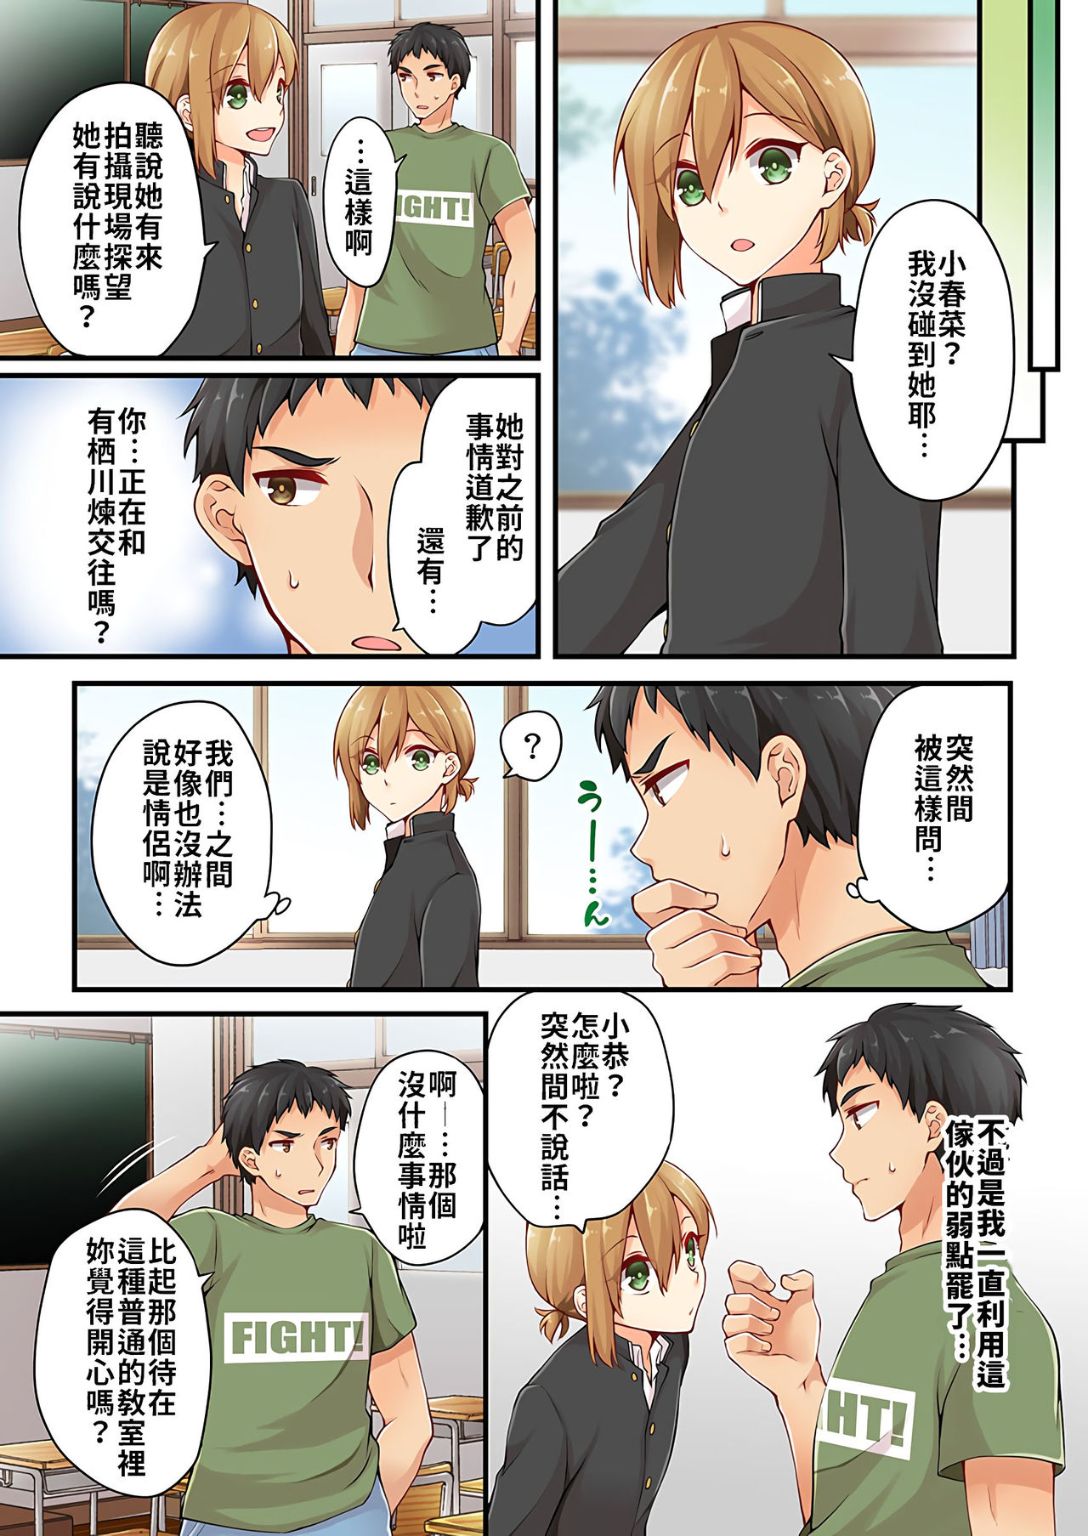 小春菜？
我沒碰到她耶…
…這樣啊
IGHT!
聽說她有來
拍攝現場探望
她有說什麼嗎？
她對之前的
事情道歉了
還有…
你…正在和
有栖川煉交往嗎？
突然間
被這樣問…
うー…ん
？
我們…之間
好像也沒辦法
說是情侶啊…
不過是我一直利用這
傢伙的弱點罷了…
小恭？
怎麼啦？
突然間不說話…
HT!
啊─…那個
沒什麼事情啦
FIGHT!
比起那個待在
這種普通的教室裡
妳覺得開心嗎？